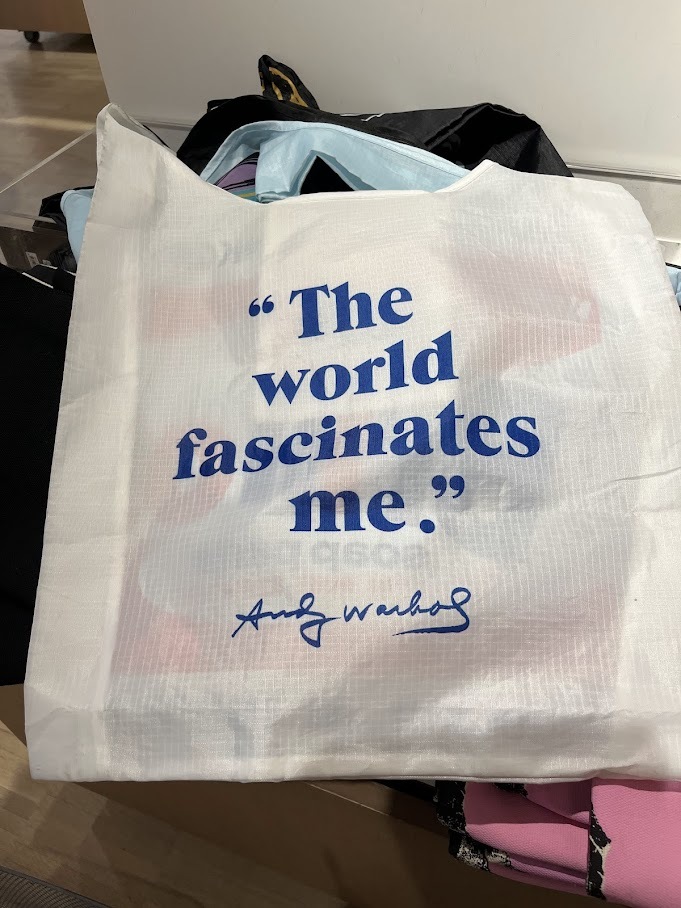 “The
world
fascinates
me.”
Andy Warhol